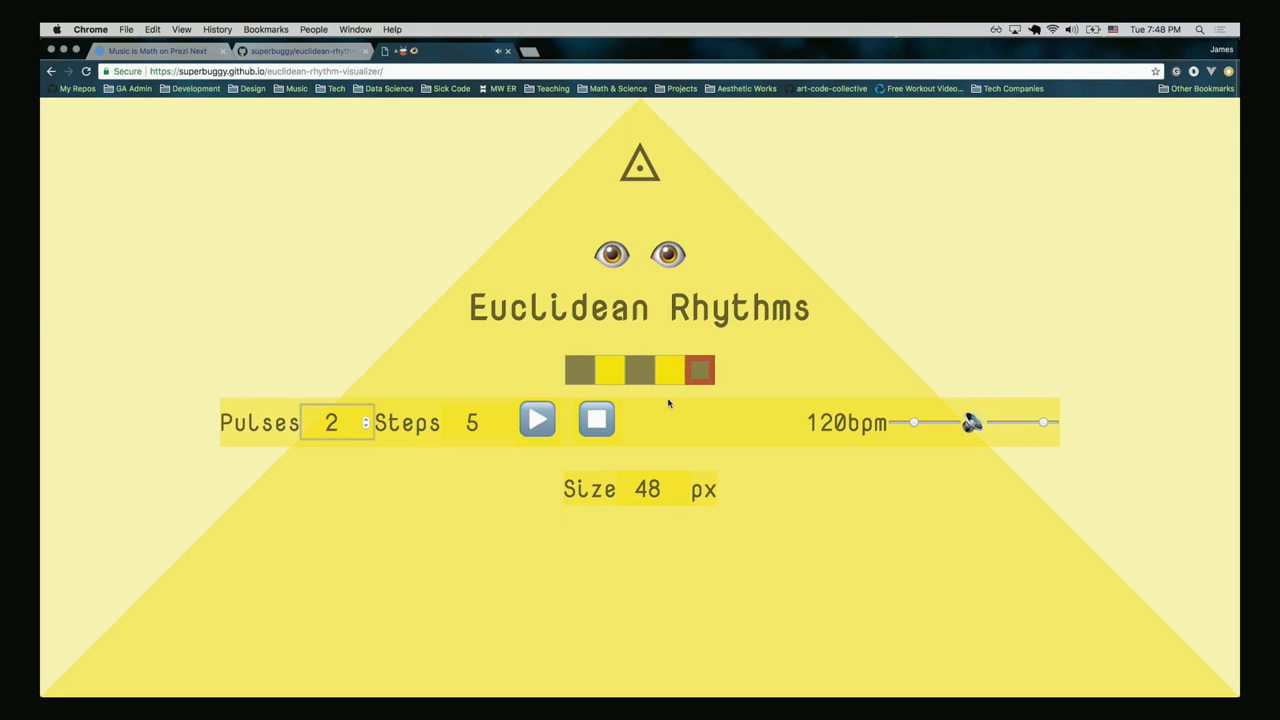 Chrome File Edit View History Bookmarks People Window Help Tue 7:48 PM
Music is Math on Prezi Next superbuggy/euclidean-rhyth James
Secure https://superbuggy.github.io/euclidean-rhythm-visualizer/
My Repos GA Admin Development Design Music Tech Data Science Sick Code MW ER Teaching Math & Science Projects Aesthetic Works art-code-collective Free Workout Video... Tech Companies Other Bookmarks
Euclidean Rhythms
Pulses 2 Steps 5 120bpm
Size 48 px